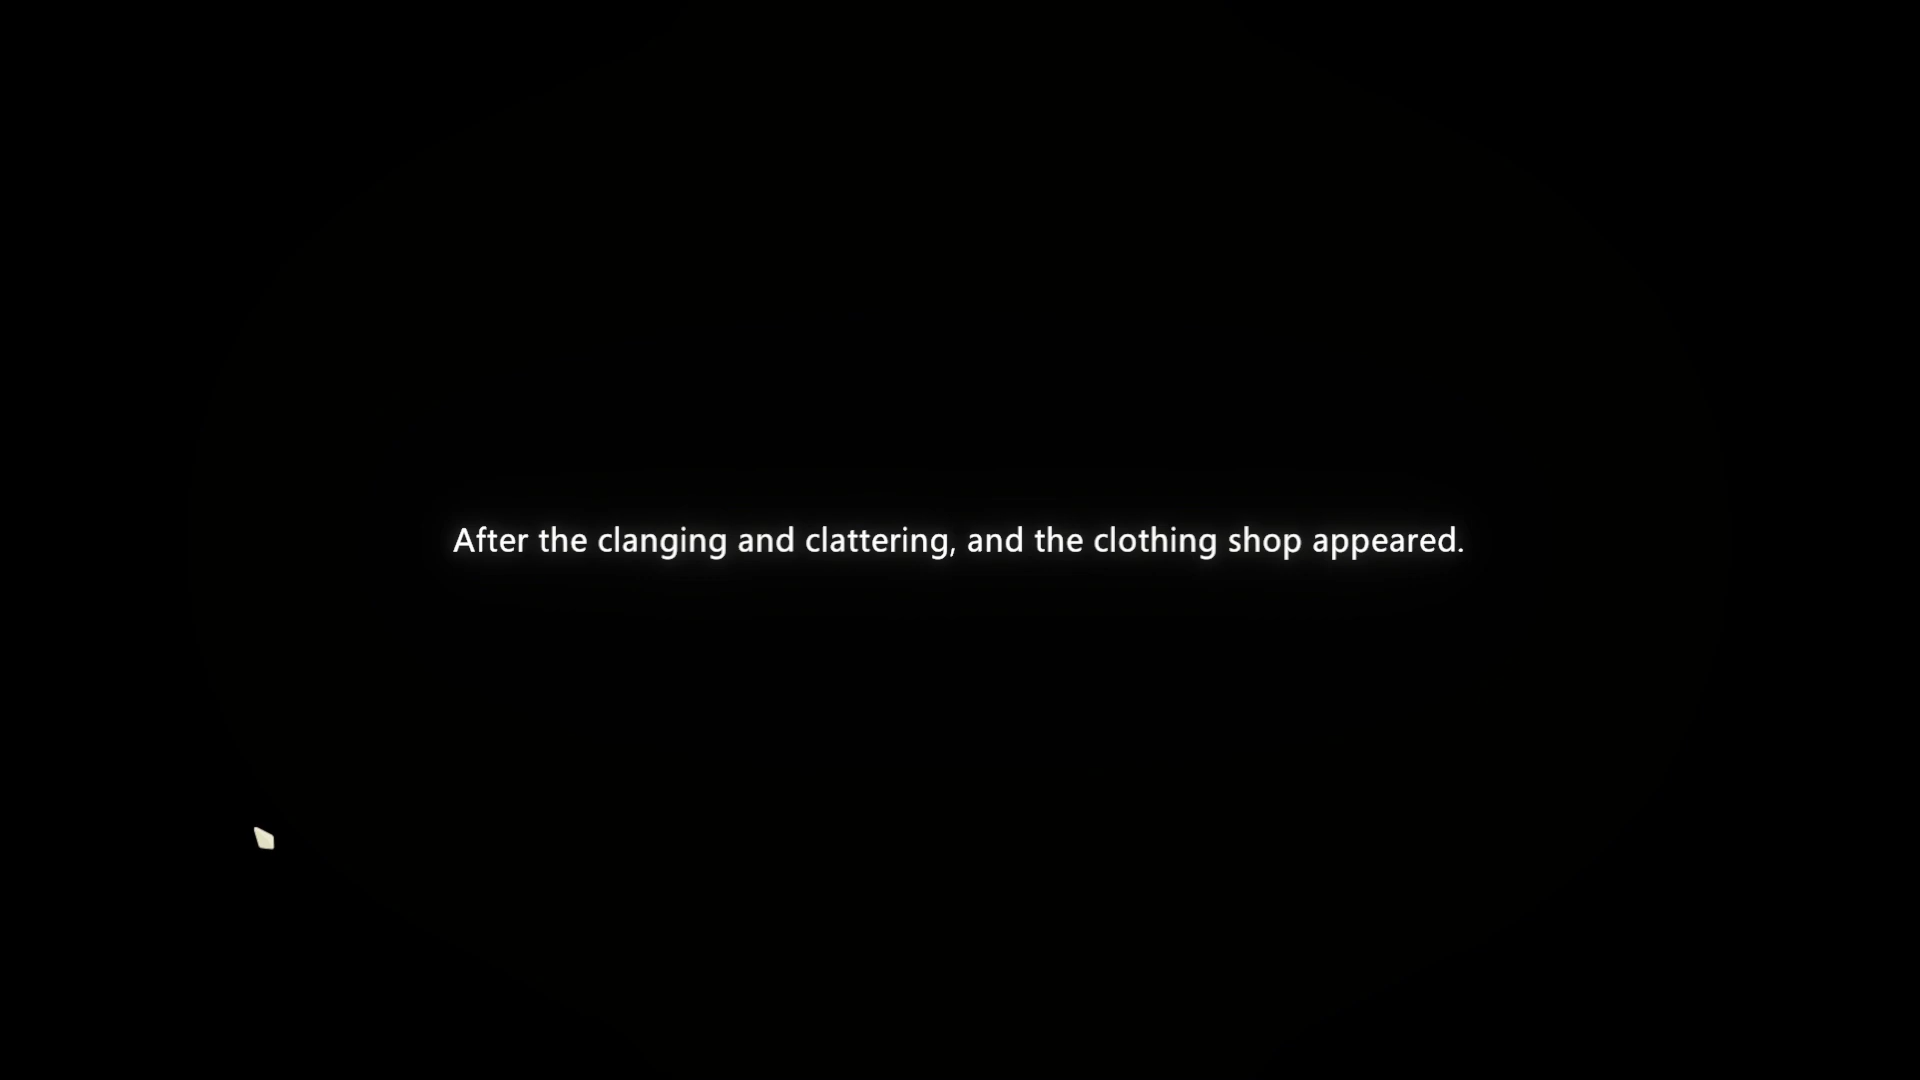 After the clanging and clattering, and the clothing shop appeared.